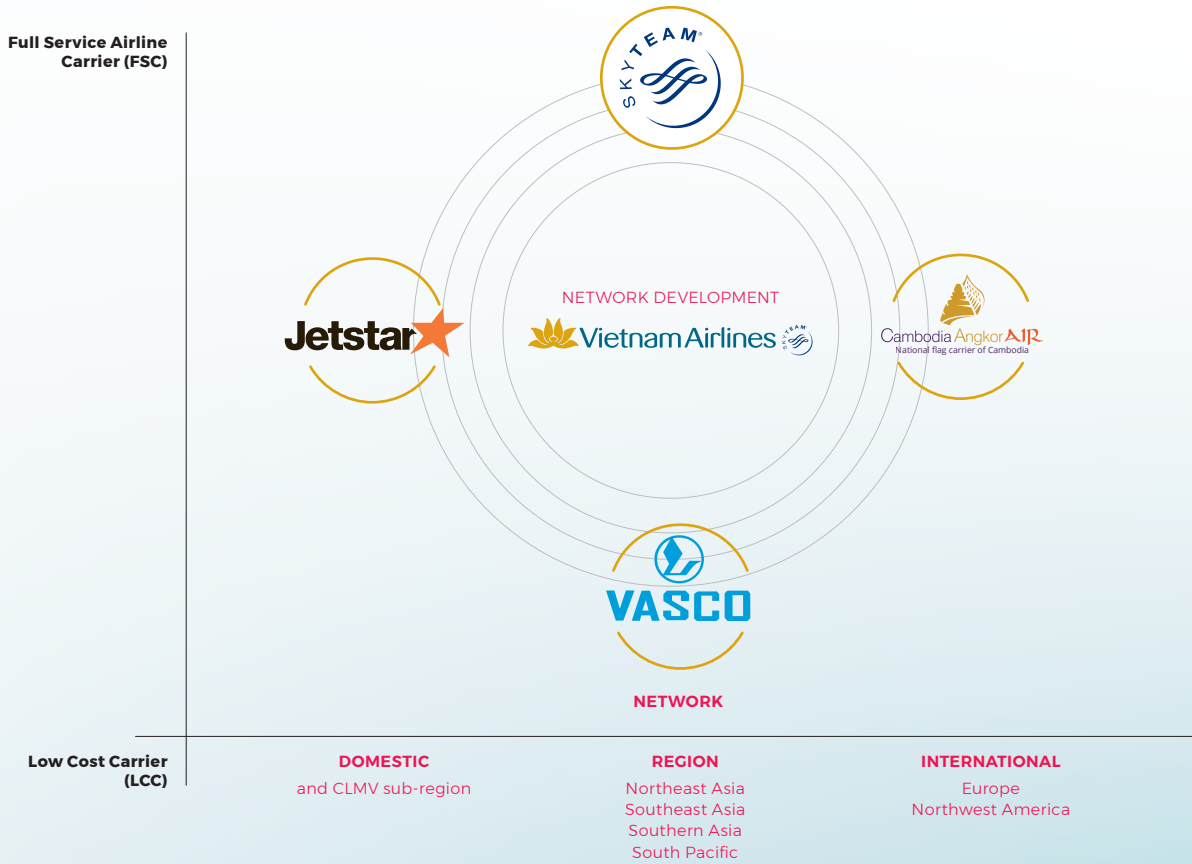 Full Service Airline
Carrier (FSC)
SKYTEAM®
NETWORK DEVELOPMENT
Vietnam Airlines
SKYTEAM
Jetstar
Cambodia Angkor AIR
National flag carrier of Cambodia
VASCO
NETWORK
Low Cost Carrier
(LCC)
DOMESTIC
and CLMV sub-region
REGION
Northeast Asia
Southeast Asia
Southern Asia
South Pacific
INTERNATIONAL
Europe
Northwest America